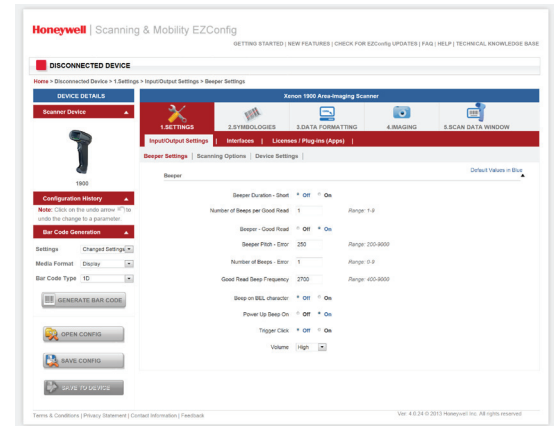 Honeywell | Scanning & Mobility EZConfig
GETTING STARTED | NEW FEATURES | CHECK FOR EZConfig UPDATES | FAQ | HELP | TECHNICAL KNOWLEDGE BASE
DISCONNECTED DEVICE
Home > Disconnected Device > 1.Settings > Input/Output Settings > Beeper Settings
DEVICE DETAILS
Scanner Device
1900
Configuration History
Note: Click on the undo arrow to
undo the change to a parameter.
Bar Code Generation
Settings Changed Settings
Media Format Display
Bar Code Type 1D
GENERATE BAR CODE
OPEN CONFIG
SAVE CONFIG
SAVE TO DEVICE
Xenon 1900 Area-Imaging Scanner
1.SETTINGS 2.SYMBOLOGIES 3.DATA FORMATTING 4.IMAGING 5.SCAN DATA WINDOW
Input/Output Settings | Interfaces | Licenses / Plug-ins (Apps) |
Beeper Settings | Scanning Options | Device Settings |
Default Values in Blue
Beeper
Beeper Duration - Short Off On
Number of Beeps per Good Read 1 Range: 1-9
Beeper - Good Read Off On
Beeper Pitch - Error 250 Range: 200-9000
Number of Beeps - Error 1 Range: 0-9
Good Read Beep Frequency 2700 Range: 400-9000
Beep on BEL character Off On
Power Up Beep On Off On
Trigger Click Off On
Volume High
Terms & Conditions | Privacy Statement | Contact Information | Feedback
Ver. 4.0.24 © 2013 Honeywell Inc. All rights reserved